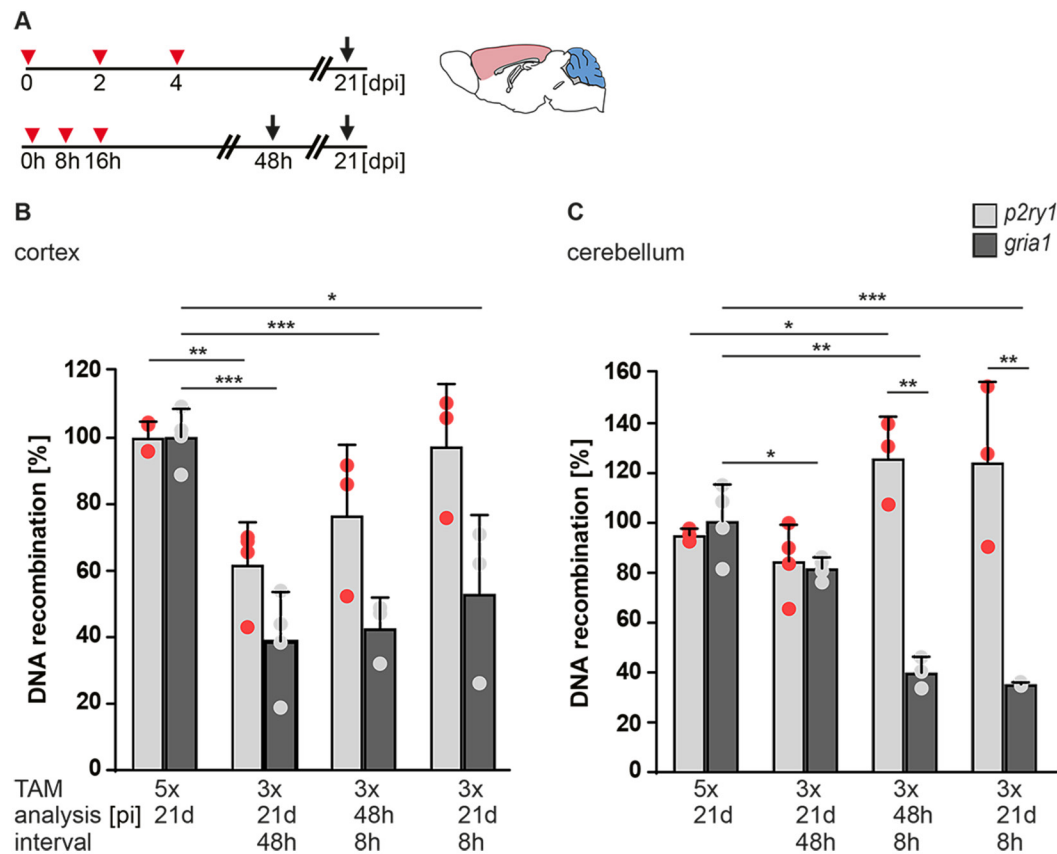 A
0 2 4 21 [dpi]
0h 8h 16h 48h 21 [dpi]
B
cortex
C
cerebellum
p2ry1
gria1
*
***
**
***
DNA recombination [%]
120
100
80
60
40
20
0
***
*
**
**
**
*
DNA recombination [%]
160
140
120
100
80
60
40
20
0
TAM 5x 3x 3x 3x 5x 3x 3x 3x
analysis [pi] 21d 21d 48h 21d 21d 21d 48h 21d
interval 48h 8h 8h 48h 8h 8h